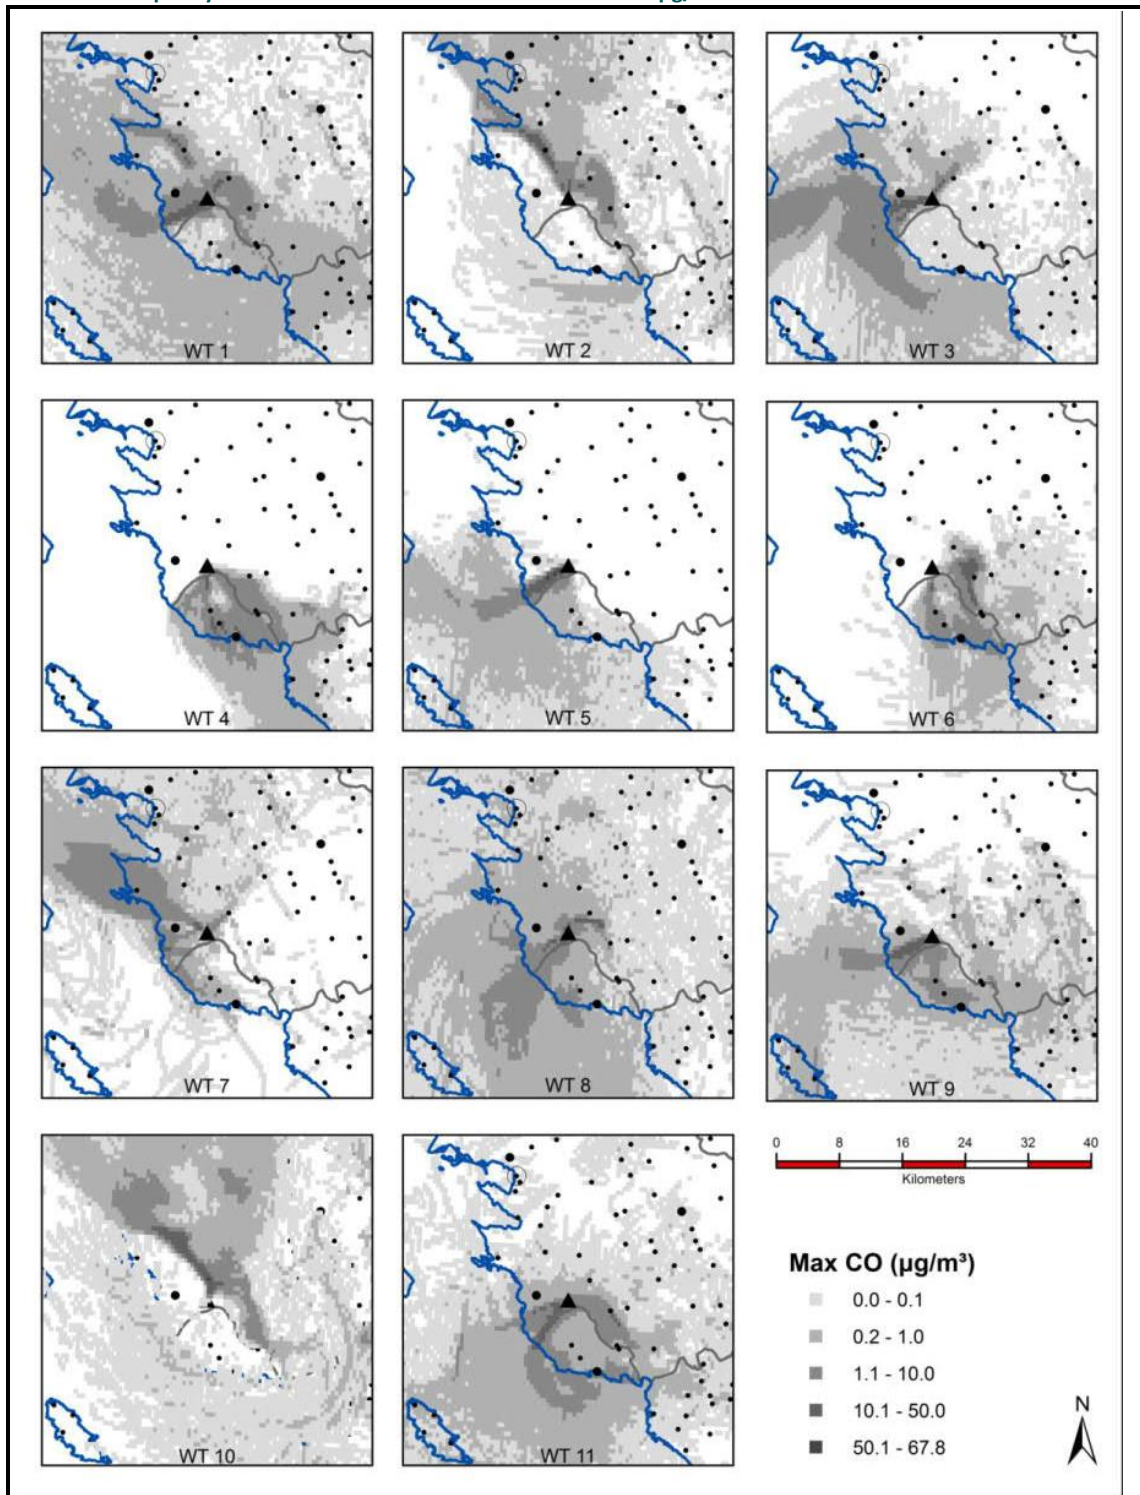 WT 1
WT 2
WT 3
WT 4
WT 5
WT 6
WT 7
WT 8
WT 9
WT 10
WT 11
0 8 16 24 32 40
Kilometers
Max CO (µg/m³)
0.0 - 0.1
0.2 - 1.0
1.1 - 10.0
10.1 - 50.0
50.1 - 67.8
N